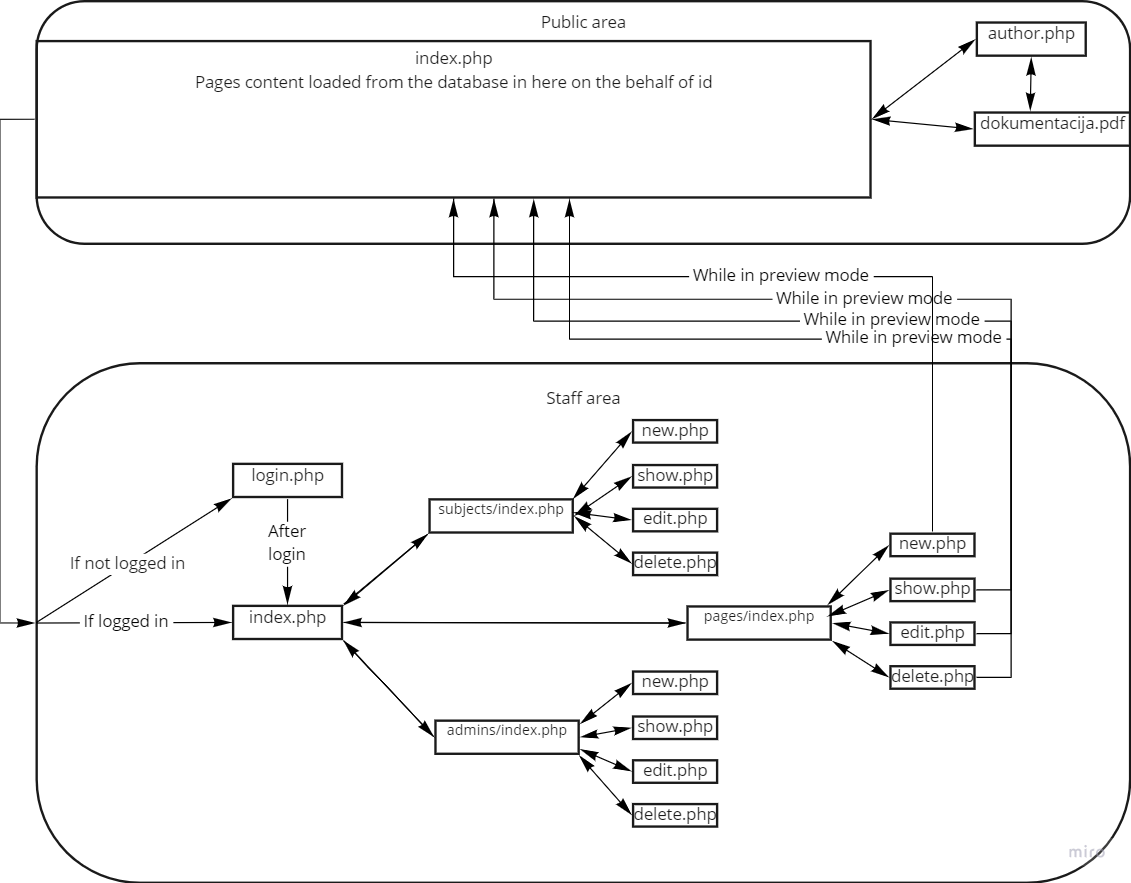 Public area
index.php
Pages content loaded from the database in here on the behalf of id
author.php
dokumentacija.pdf
While in preview mode
While in preview mode
While in preview mode
While in preview mode
Staff area
login.php
After
login
If not logged in
If logged in
index.php
subjects/index.php
new.php
show.php
edit.php
delete.php
pages/index.php
new.php
show.php
edit.php
delete.php
admins/index.php
new.php
show.php
edit.php
delete.php
miro